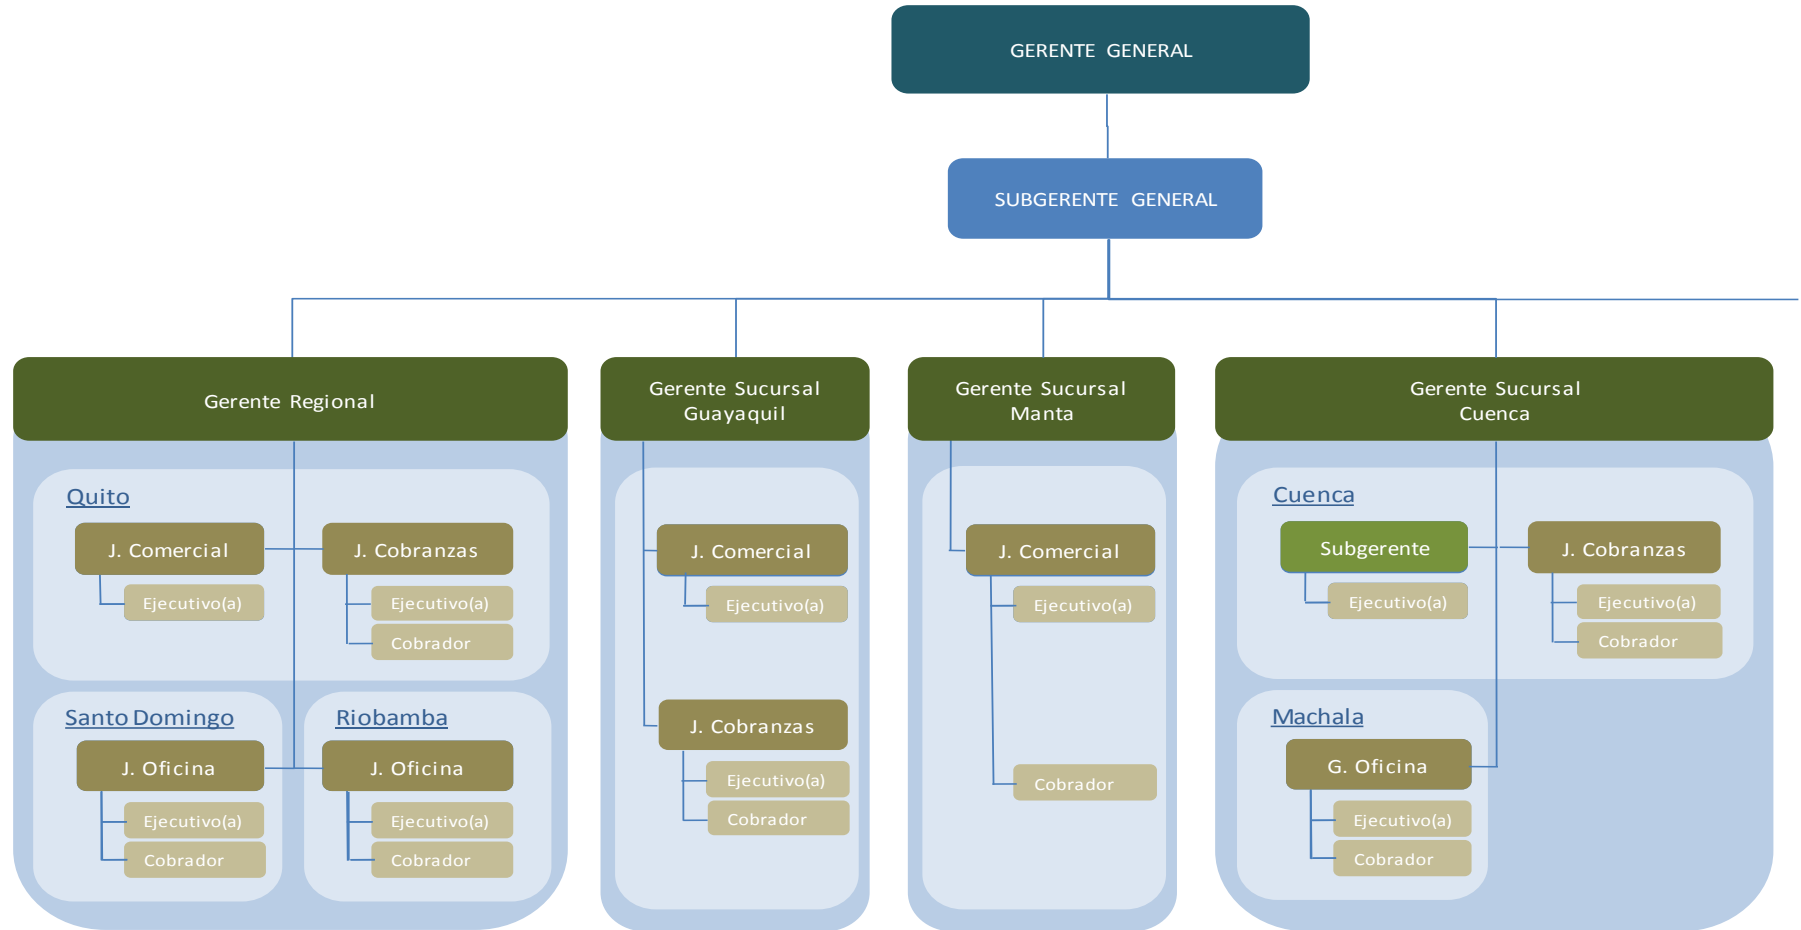 GERENTE GENERAL
SUBGERENTE GENERAL
Gerente Regional
Quito
J. Comercial
Ejecutivo(a)
J. Cobranzas
Ejecutivo(a)
Cobrador
Santo Domingo
J. Oficina
Ejecutivo(a)
Cobrador
Riobamba
J. Oficina
Ejecutivo(a)
Cobrador
Gerente Sucursal
Guayaquil
J. Comercial
Ejecutivo(a)
J. Cobranzas
Ejecutivo(a)
Cobrador
Gerente Sucursal
Manta
J. Comercial
Ejecutivo(a)
Cobrador
Gerente Sucursal
Cuenca
Cuenca
Subgerente
Ejecutivo(a)
J. Cobranzas
Ejecutivo(a)
Cobrador
Machala
G. Oficina
Ejecutivo(a)
Cobrador